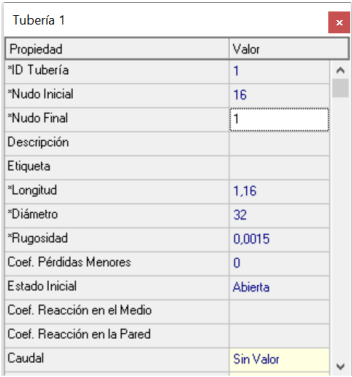 Tubería 1
Propiedad Valor
*ID Tubería 1
*Nudo Inicial 16
*Nudo Final 1
Descripción
Etiqueta
*Longitud 1,16
*Diámetro 32
*Rugosidad 0,0015
Coef. Pérdidas Menores 0
Estado Inicial Abierta
Coef. Reacción en el Medio
Coef. Reacción en la Pared
Caudal Sin Valor